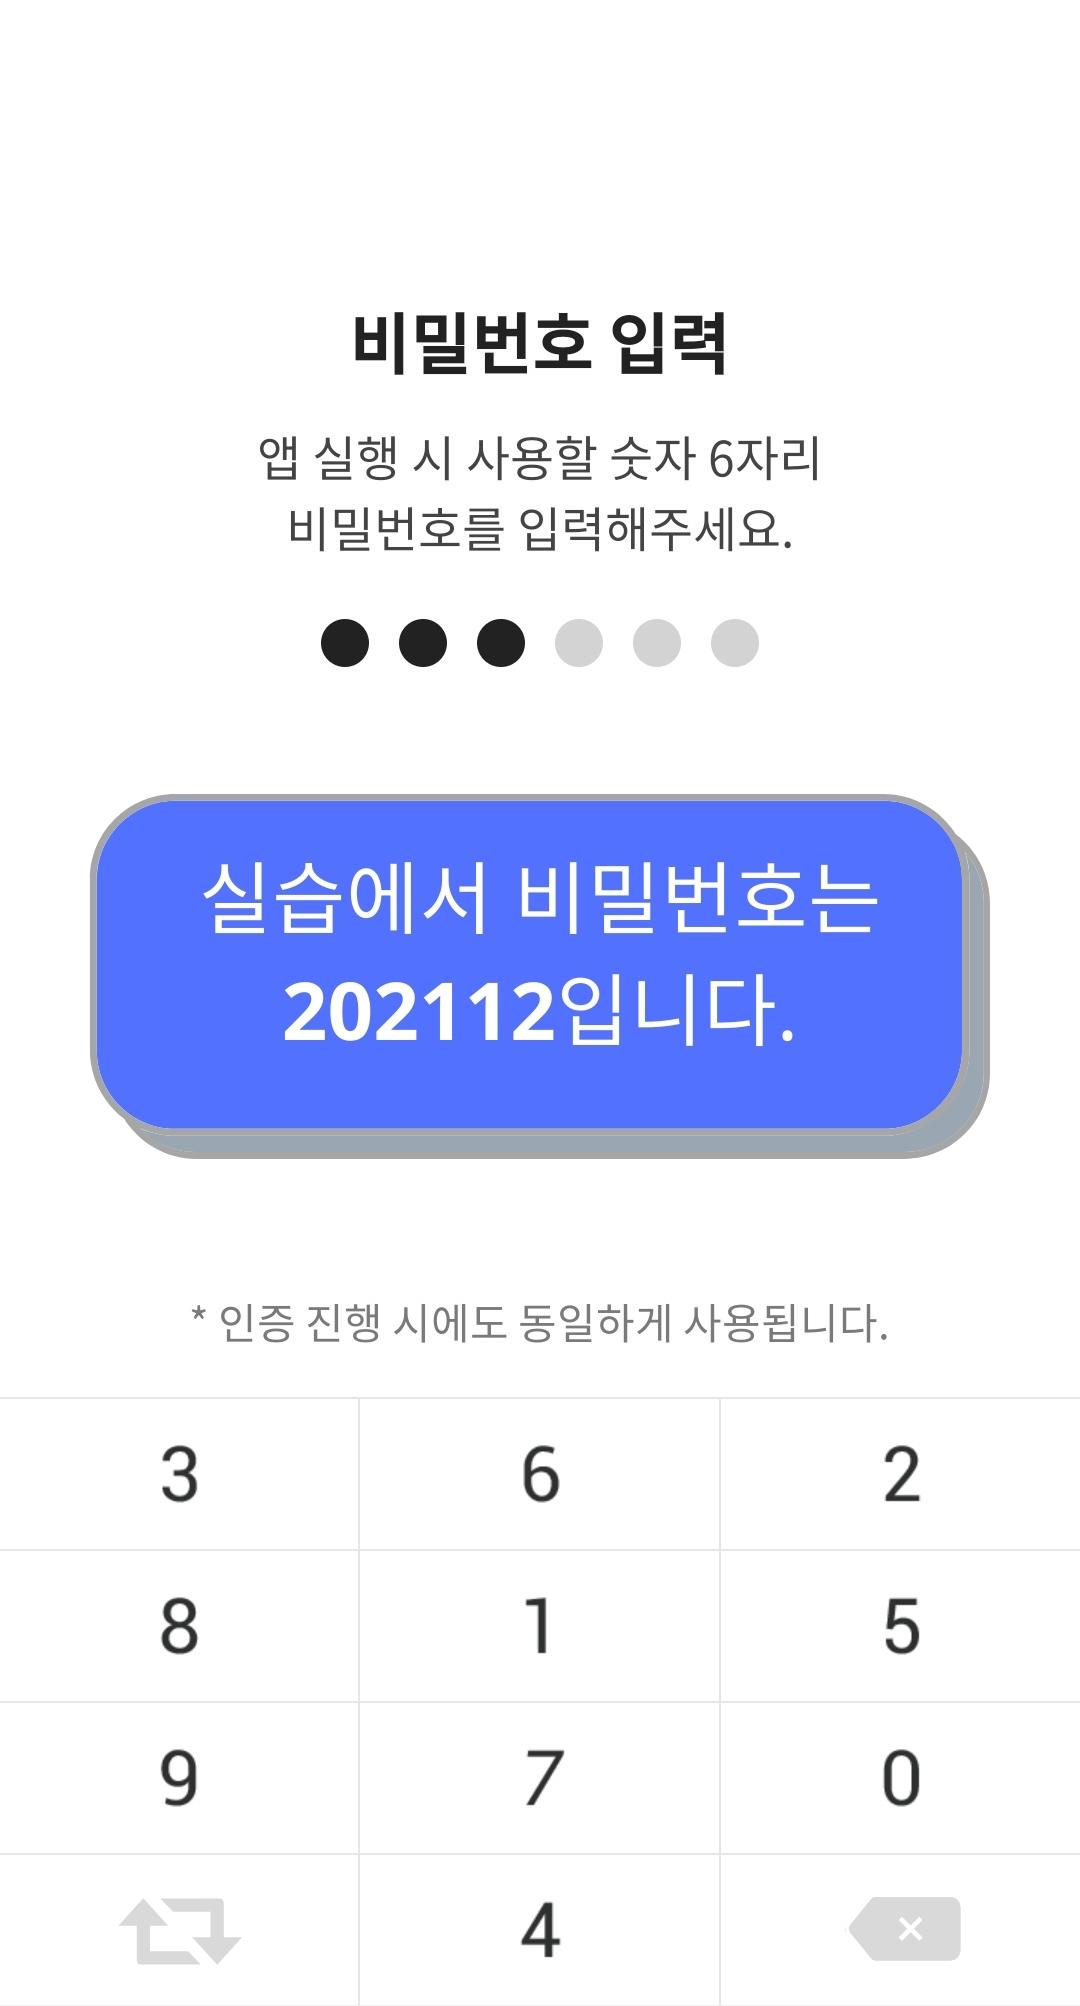 비밀번호 입력
앱 실행 시 사용할 숫자 6자리
비밀번호를 입력해주세요.
실습에서 비밀번호는
202112입니다.
* 인증 진행 시에도 동일하게 사용됩니다.
3 6 2
8 1 5
9 7 0
4